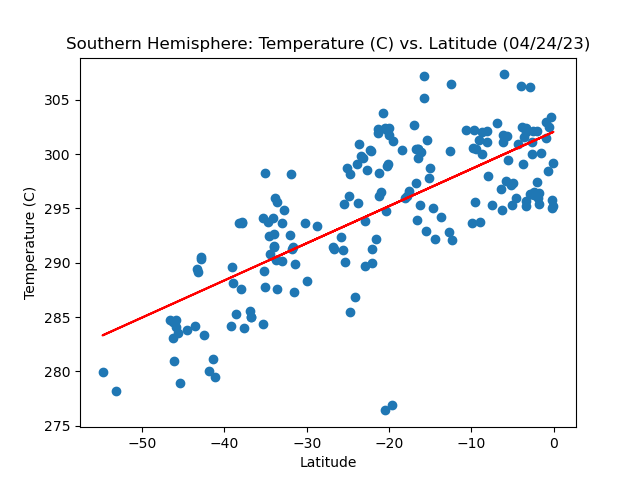 Southern Hemisphere: Temperature (C) vs. Latitude (04/24/23)
Temperature (C)
305
300
295
290
285
280
275
−50 −40 −30 −20 −10 0
Latitude